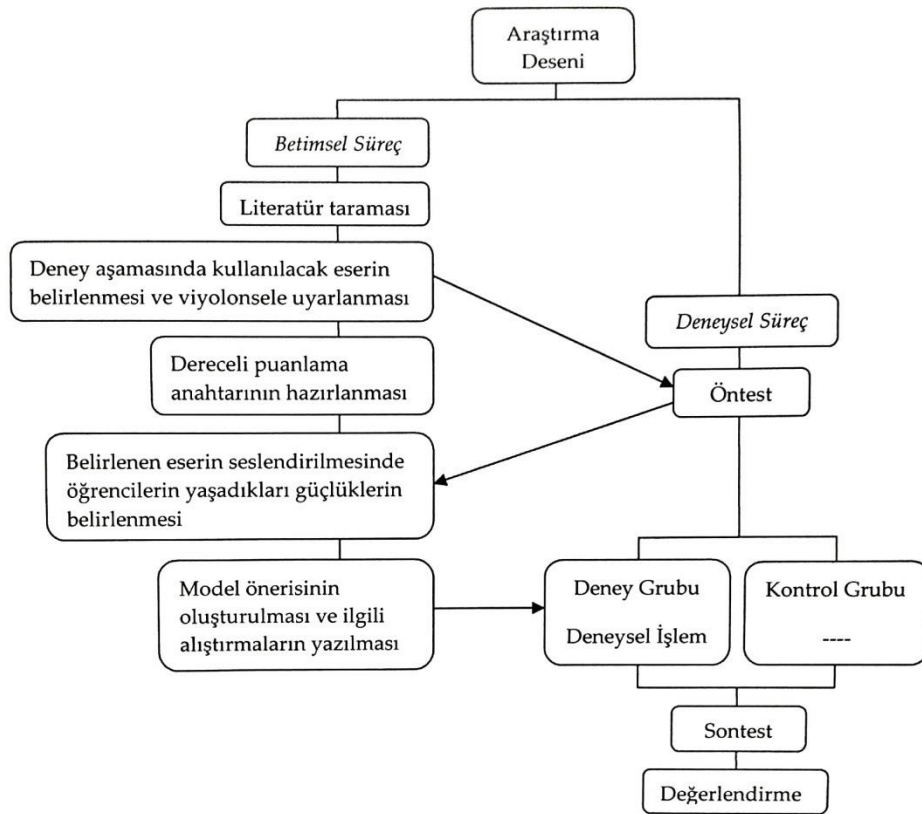 Araştırma
Deseni
Betimsel Süreç
Literatür taraması
Deney aşamasında kullanılacak eserin
belirlenmesi ve viyolonsele uyarlanması
Dereceli puanlama
anahtarının hazırlanması
Belirlenen eserin seslendirilmesinde
öğrencilerin yaşadıkları güçlüklerin
belirlenmesi
Model önerisinin
oluşturulması ve ilgili
alıştırmaların yazılması
Deneysel Süreç
Öntest
Deney Grubu
Deneysel İşlem
Kontrol Grubu
----
Sontest
Değerlendirme